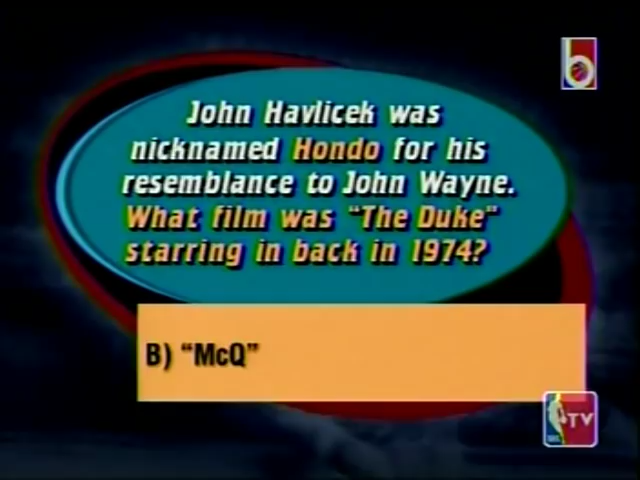 b
John Havlicek was
nicknamed Hondo for his
resemblance to John Wayne.
What film was "The Duke"
starring in back in 1974?
B) "McQ"
TV